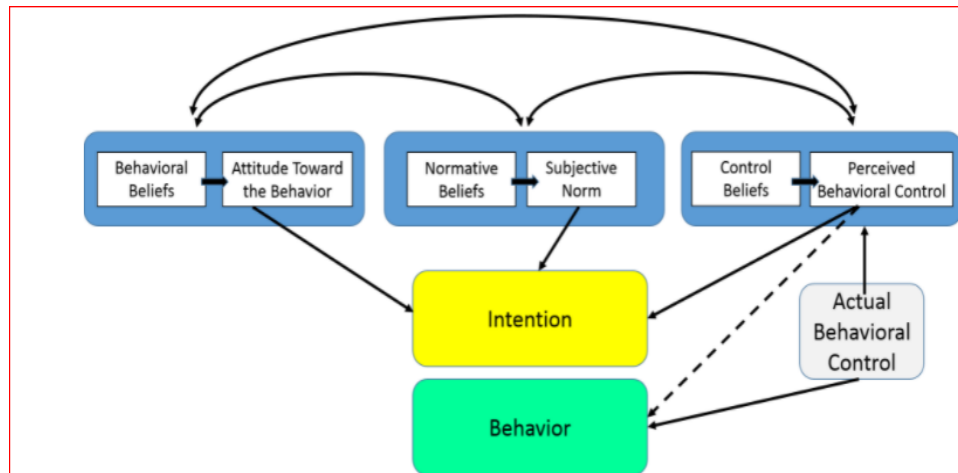 Behavioral
Beliefs
Attitude Toward
the Behavior
Normative
Beliefs
Subjective
Norm
Control
Beliefs
Perceived
Behavioral Control
Intention
Actual
Behavioral
Control
Behavior